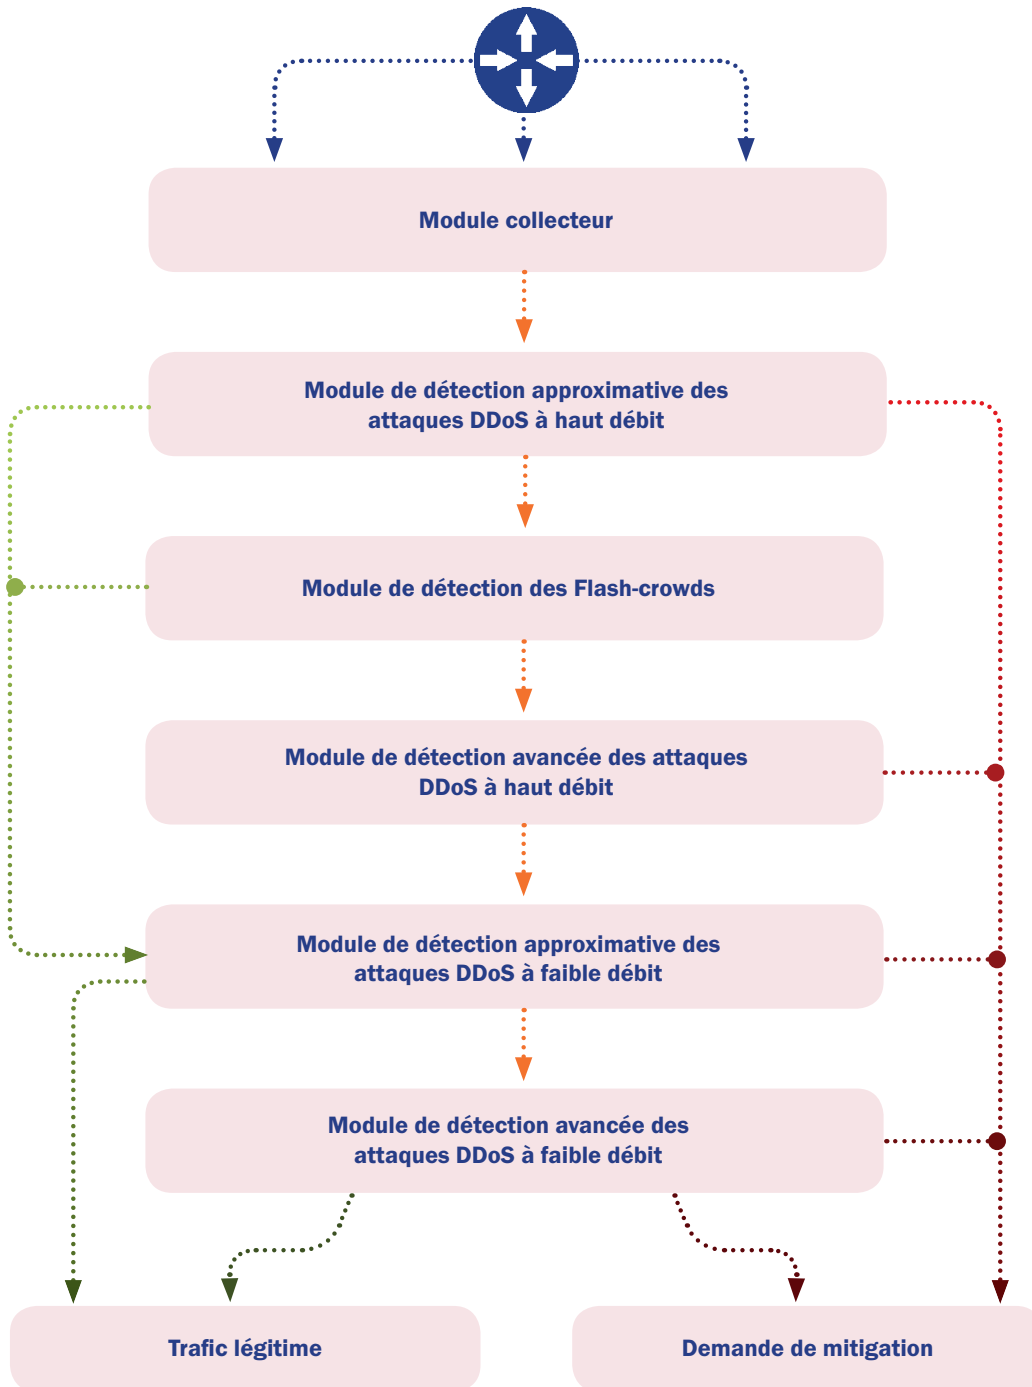 Module collecteur
Module de détection approximative des
attaques DDoS à haut débit
Module de détection des Flash-crowds
Module de détection avancée des attaques
DDoS à haut débit
Module de détection approximative des
attaques DDoS à faible débit
Module de détection avancée des
attaques DDoS à faible débit
Trafic légitime
Demande de mitigation